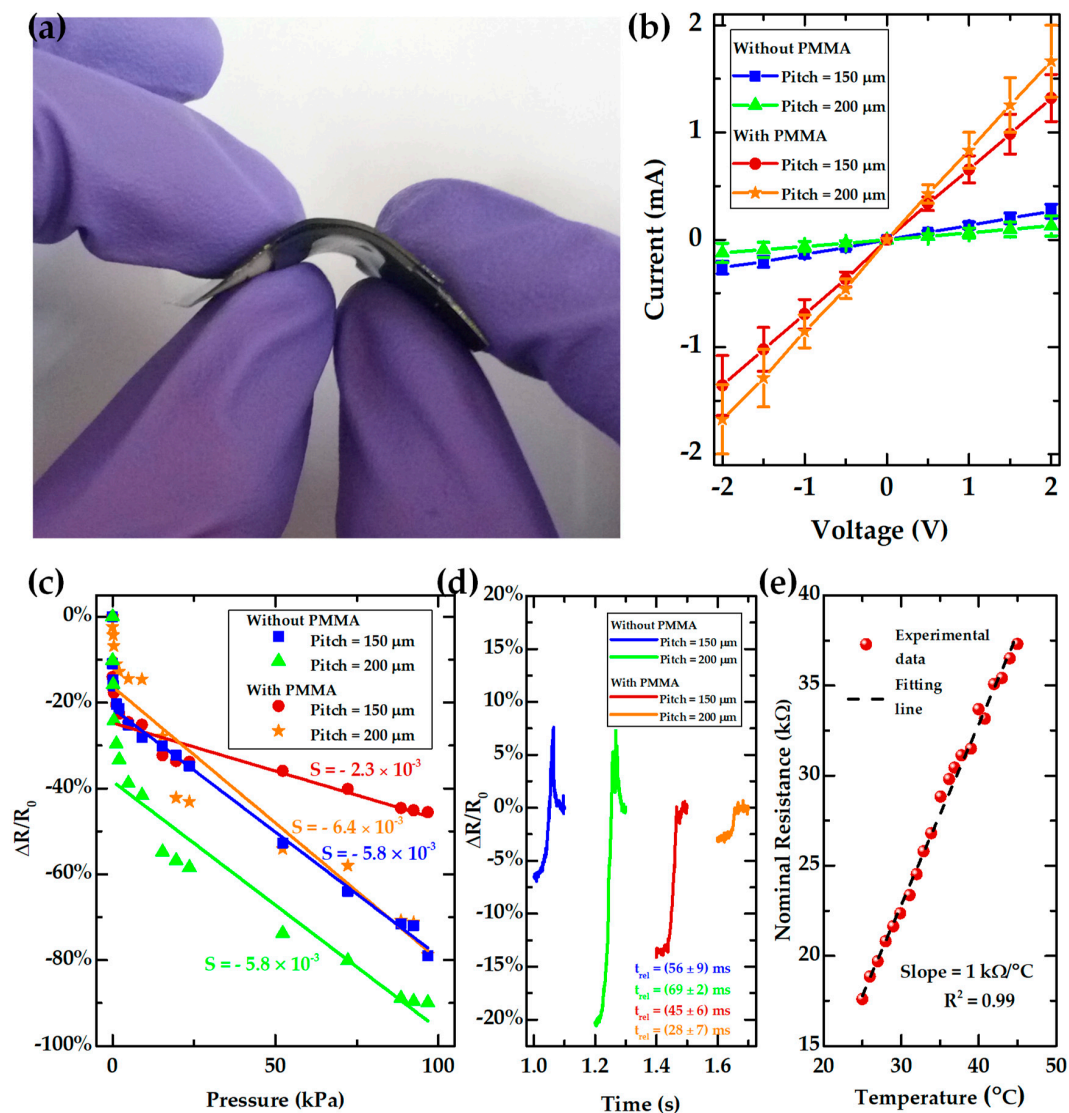 (a)
(b)
Without PMMA
Pitch = 150 µm
Pitch = 200 µm
With PMMA
Pitch = 150 µm
Pitch = 200 µm
2
1
0
-1
-2
Current (mA)
-2
-1
0
1
2
Voltage (V)
(c)
Without PMMA
Pitch = 150 µm
Pitch = 200 µm
With PMMA
Pitch = 150 µm
Pitch = 200 µm
0%
-20%
-40%
-60%
-80%
-100%
ΔR/R₀
S = - 2.3 × 10⁻³
S = - 6.4 × 10⁻³
S = - 5.8 × 10⁻³
S = - 5.8 × 10⁻³
0
50
100
Pressure (kPa)
(d)
Without PMMA
Pitch = 150 µm
Pitch = 200 µm
With PMMA
Pitch = 150 µm
Pitch = 200 µm
20%
15%
10%
5%
0%
-5%
-10%
-15%
-20%
ΔR/R₀
t_rel = (56 ± 9) ms
t_rel = (69 ± 2) ms
t_rel = (45 ± 6) ms
t_rel = (28 ± 7) ms
1.0
1.2
1.4
1.6
Time (s)
(e)
Experimental
data
Fitting
line
40
35
30
25
20
15
Nominal Resistance (kΩ)
Slope = 1 kΩ/°C
R² = 0.99
20
30
40
50
Temperature (°C)